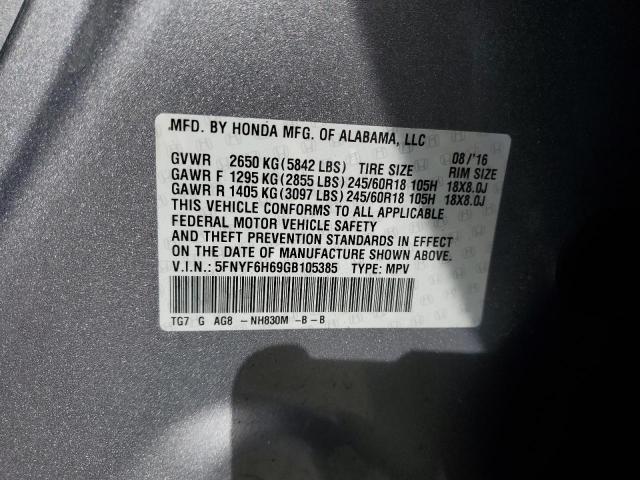 MFD. BY HONDA MFG. OF ALABAMA, LLC
GVWR 2650 KG (5842 LBS) TIRE SIZE 08/'16 RIM SIZE
GAWR F 1295 KG (2855 LBS) 245/60R18 105H 18X8.0J
GAWR R 1405 KG (3097 LBS) 245/60R18 105H 18X8.0J
THIS VEHICLE CONFORMS TO ALL APPLICABLE
FEDERAL MOTOR VEHICLE SAFETY
AND THEFT PREVENTION STANDARDS IN EFFECT
ON THE DATE OF MANUFACTURE SHOWN ABOVE.
V.I.N.: 5FNYF6H69GB105385 TYPE: MPV
TG7 G AG8 -NH830M -B-B